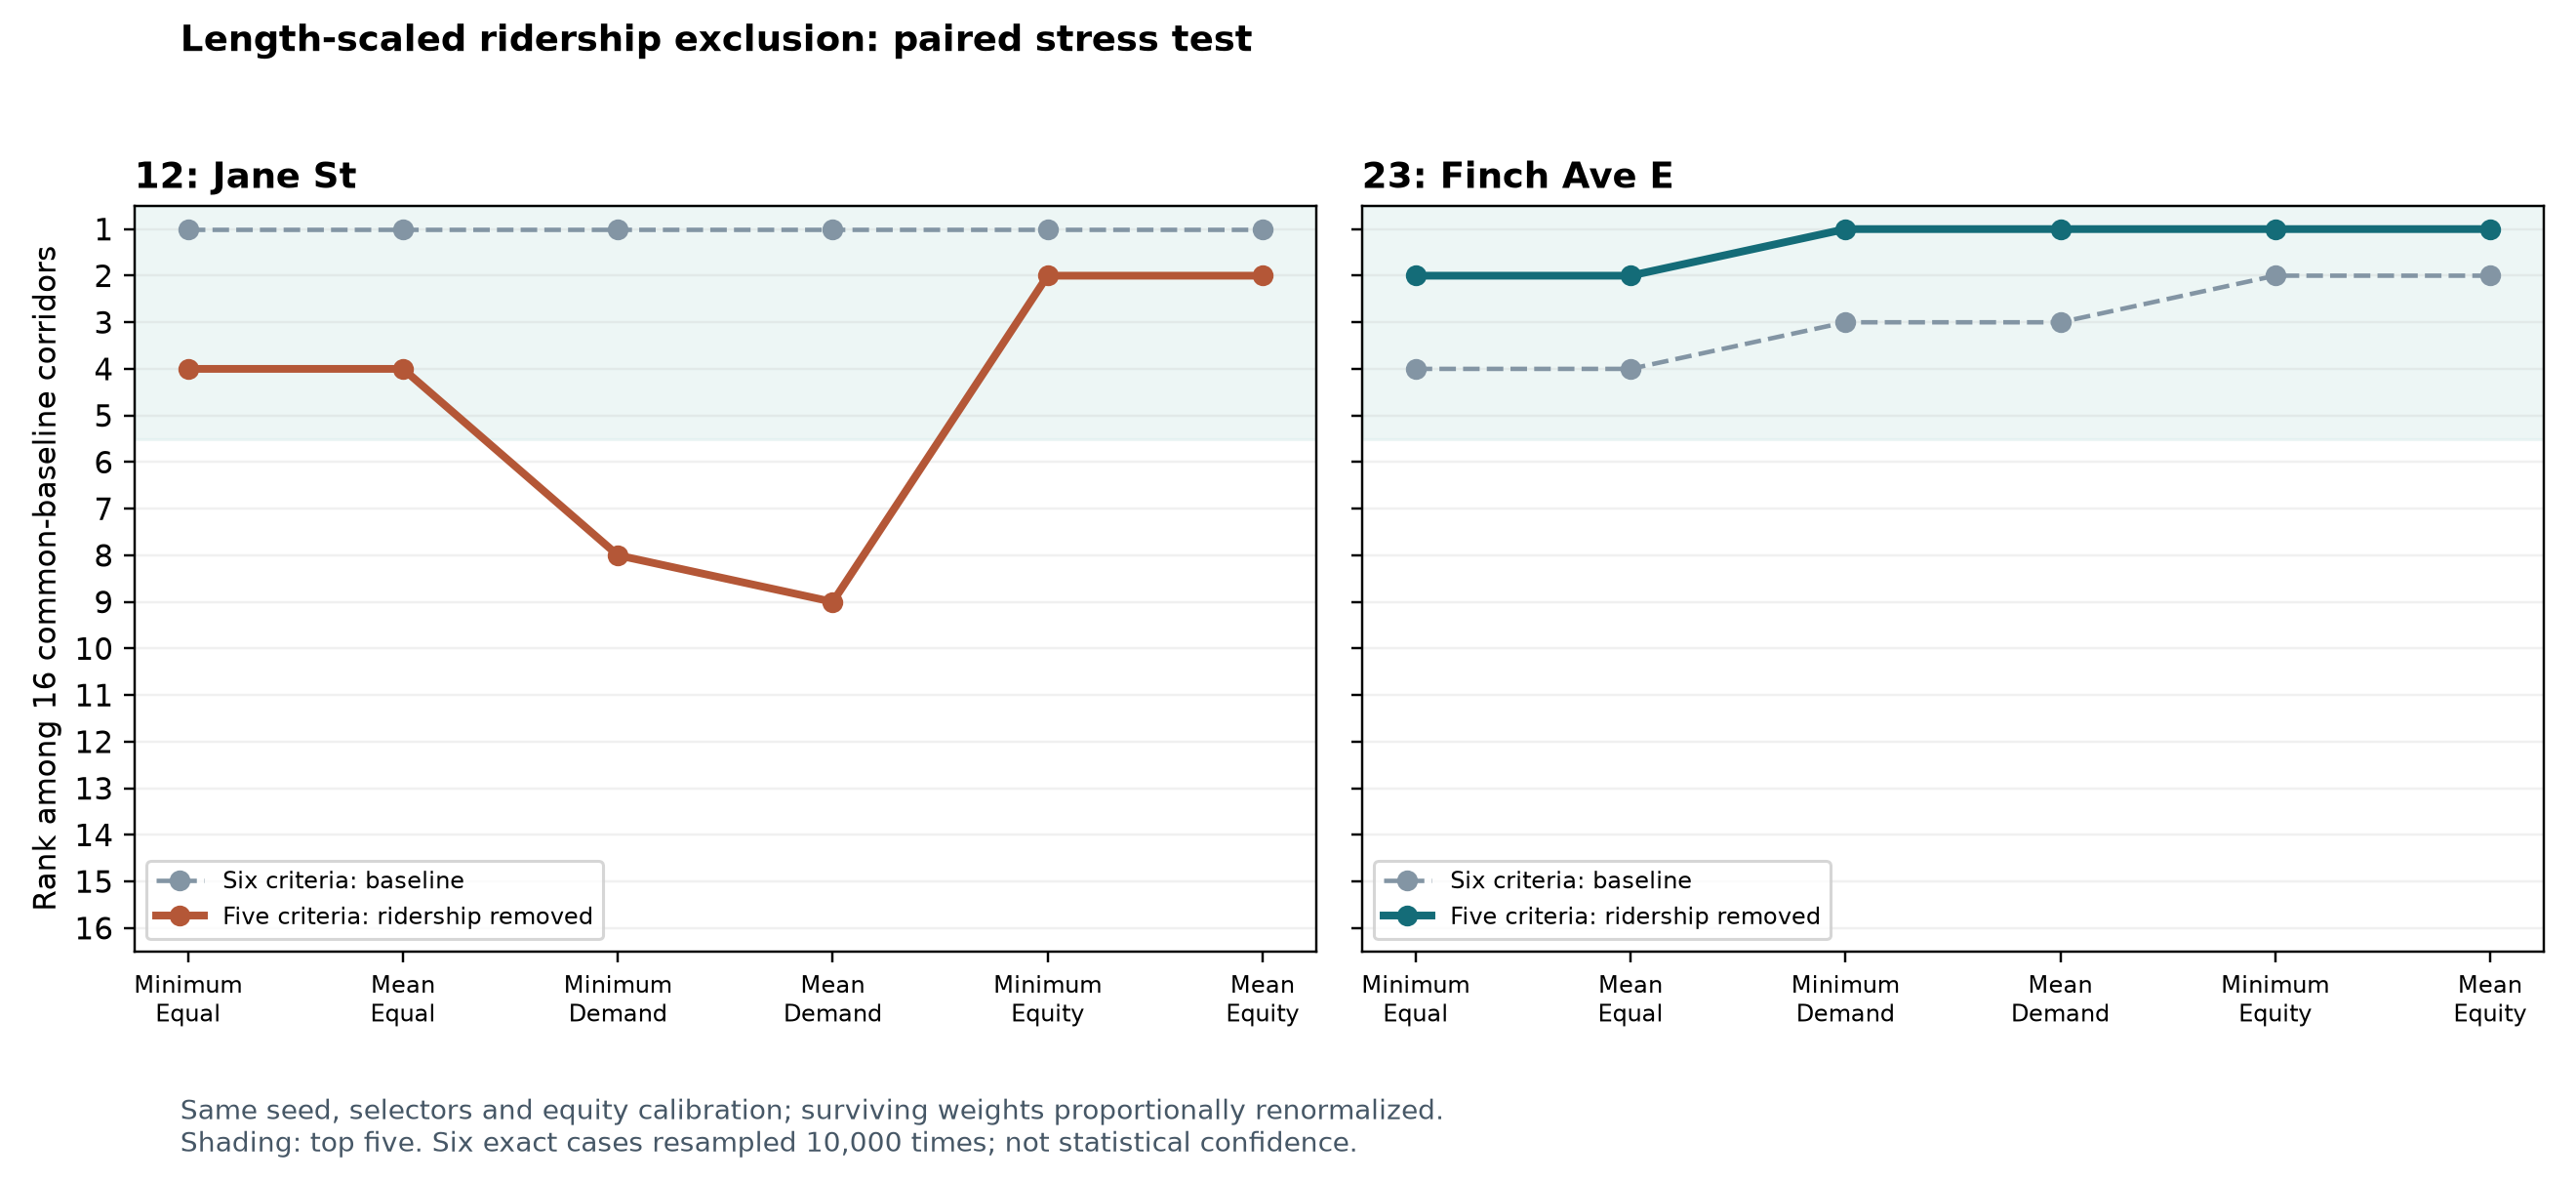 Length-scaled ridership exclusion: paired stress test
12: Jane St
Rank among 16 common-baseline corridors
1
2
3
4
5
6
7
8
9
10
11
12
13
14
15
16
Six criteria: baseline
Five criteria: ridership removed
Minimum
Equal
Mean
Equal
Minimum
Demand
Mean
Demand
Minimum
Equity
Mean
Equity
23: Finch Ave E
Six criteria: baseline
Five criteria: ridership removed
Minimum
Equal
Mean
Equal
Minimum
Demand
Mean
Demand
Minimum
Equity
Mean
Equity
Same seed, selectors and equity calibration; surviving weights proportionally renormalized.
Shading: top five. Six exact cases resampled 10,000 times; not statistical confidence.